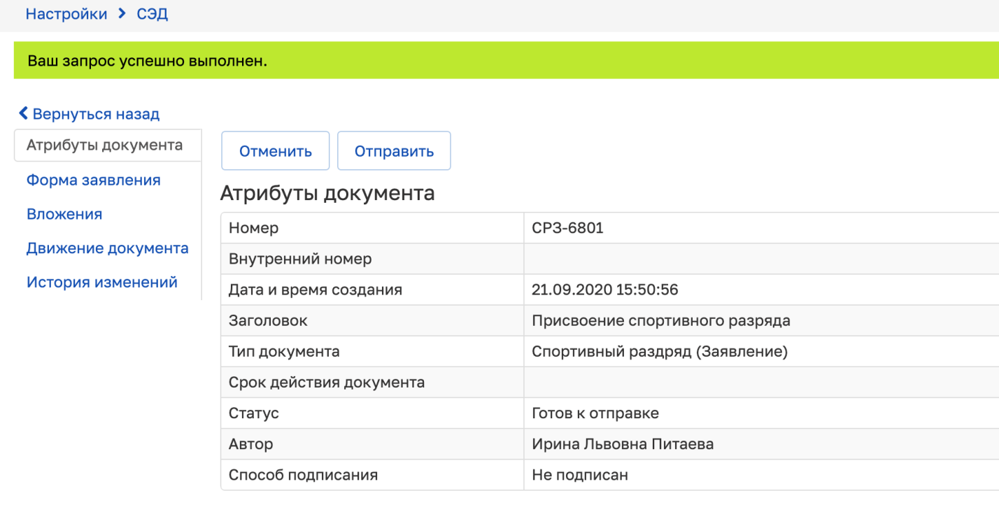 Настройки СЭД
Ваш запрос успешно выполнен.
Вернуться назад
Атрибуты документа
Форма заявления
Вложения
Движение документа
История изменений
Отменить Отправить
Атрибуты документа
Номер СРЗ-6801
Внутренний номер
Дата и время создания 21.09.2020 15:50:56
Заголовок Присвоение спортивного разряда
Тип документа Спортивный раздряд (Заявление)
Срок действия документа
Статус Готов к отправке
Автор Ирина Львовна Питаева
Способ подписания Не подписан